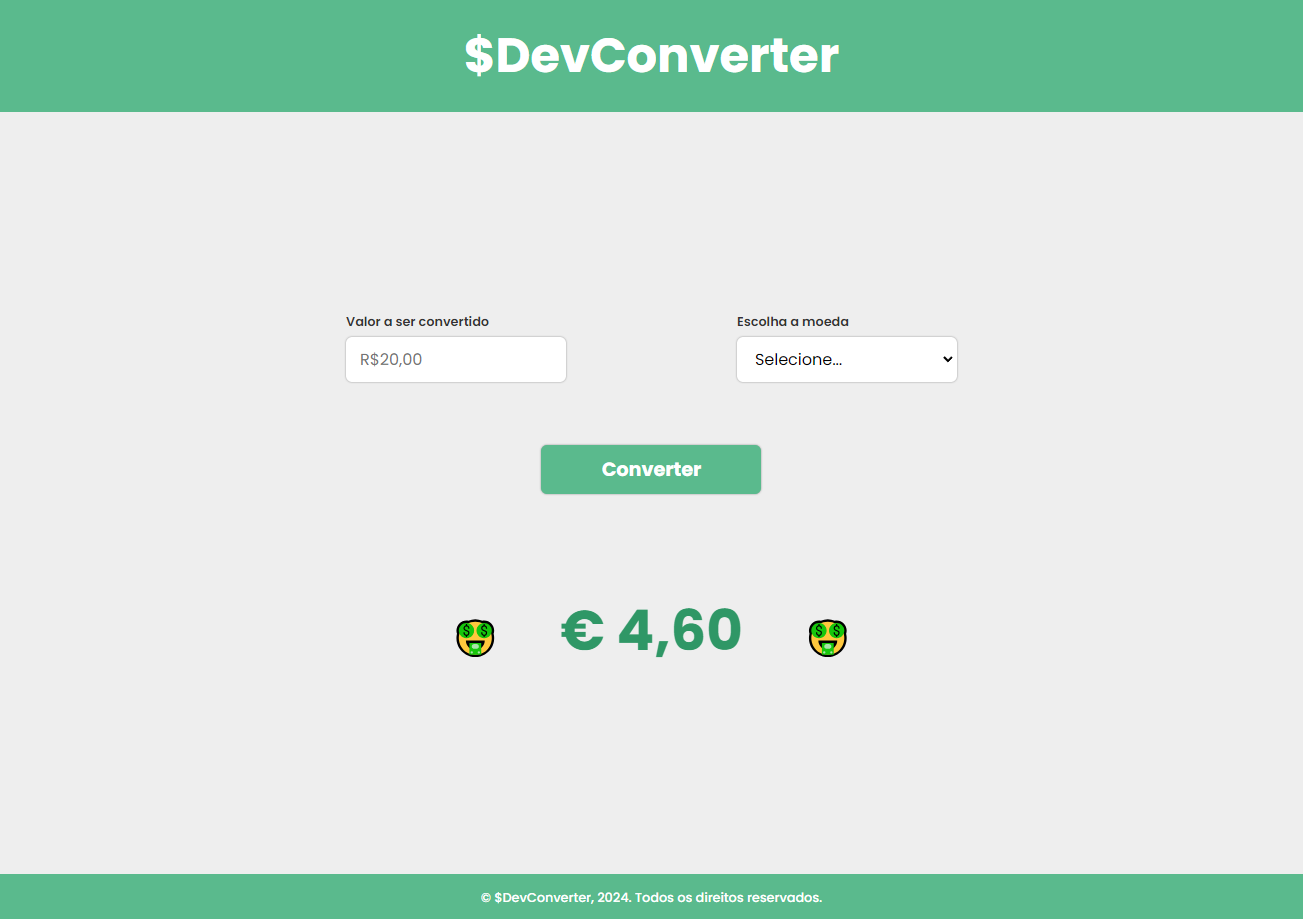 $DevConverter
Valor a ser convertido
Escolha a moeda
R$20,00
Selecione...
Converter
€ 4,60
© $DevConverter, 2024. Todos os direitos reservados.